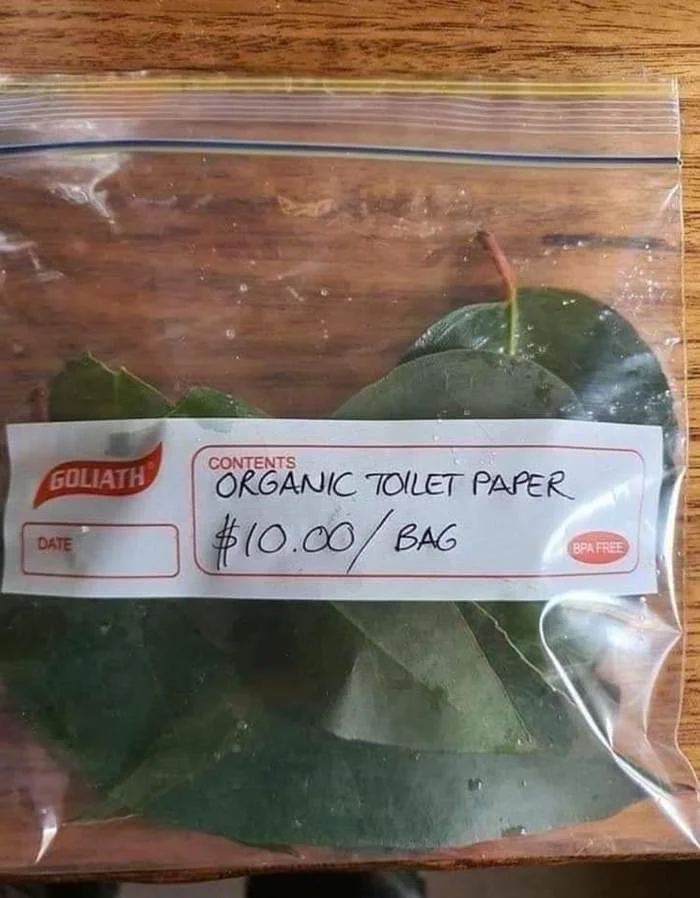 GOLIATH
CONTENTS
ORGANIC TOILET PAPER
$10.00/BAG
DATE
BPA FREE